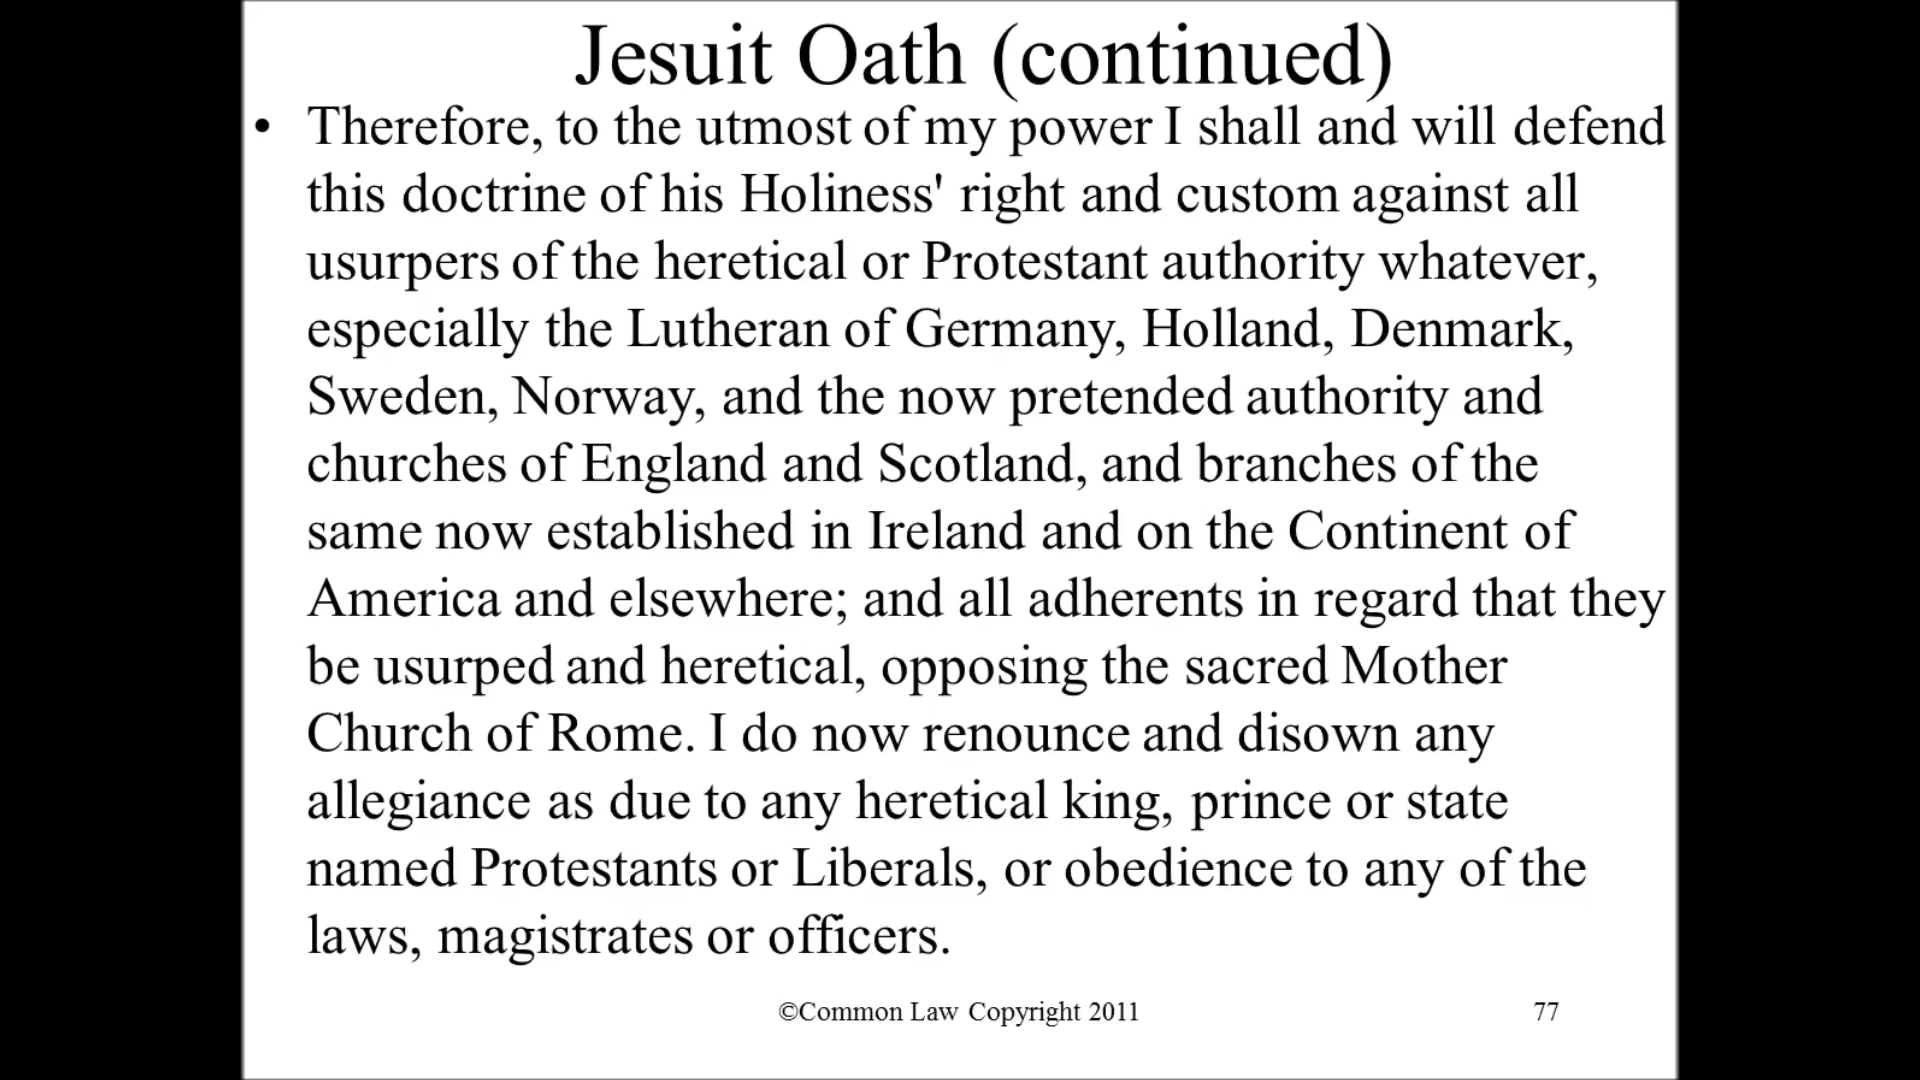 Jesuit Oath (continued)
• Therefore, to the utmost of my power I shall and will defend
this doctrine of his Holiness' right and custom against all
usurpers of the heretical or Protestant authority whatever,
especially the Lutheran of Germany, Holland, Denmark,
Sweden, Norway, and the now pretended authority and
churches of England and Scotland, and branches of the
same now established in Ireland and on the Continent of
America and elsewhere; and all adherents in regard that they
be usurped and heretical, opposing the sacred Mother
Church of Rome. I do now renounce and disown any
allegiance as due to any heretical king, prince or state
named Protestants or Liberals, or obedience to any of the
laws, magistrates or officers.
©Common Law Copyright 2011 77